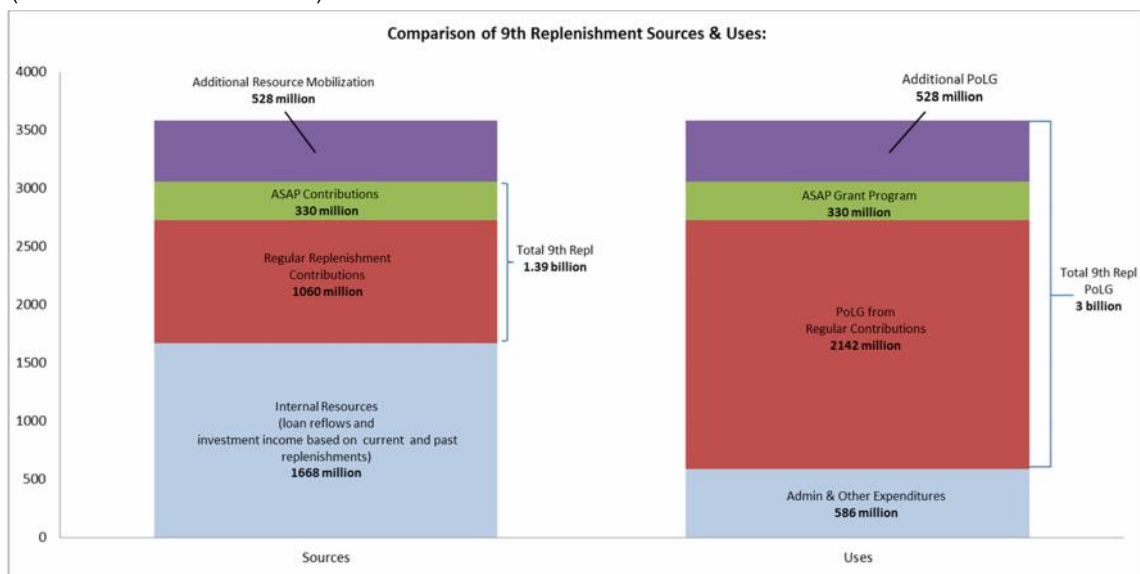 Comparison of 9th Replenishment Sources & Uses:
4000
3500
3000
2500
2000
1500
1000
500
0
Additional Resource Mobilization
528 million
ASAP Contributions
330 million
Regular Replenishment
Contributions
1060 million
Internal Resources
(loan reflows and
investment income based on current and past
replenishments)
1668 million
Total 9th Repl
1.39 billion
Sources
Additional PoLG
528 million
ASAP Grant Program
330 million
PoLG from
Regular Contributions
2142 million
Admin & Other Expenditures
586 million
Total 9th Repl
PoLG
3 billion
Uses